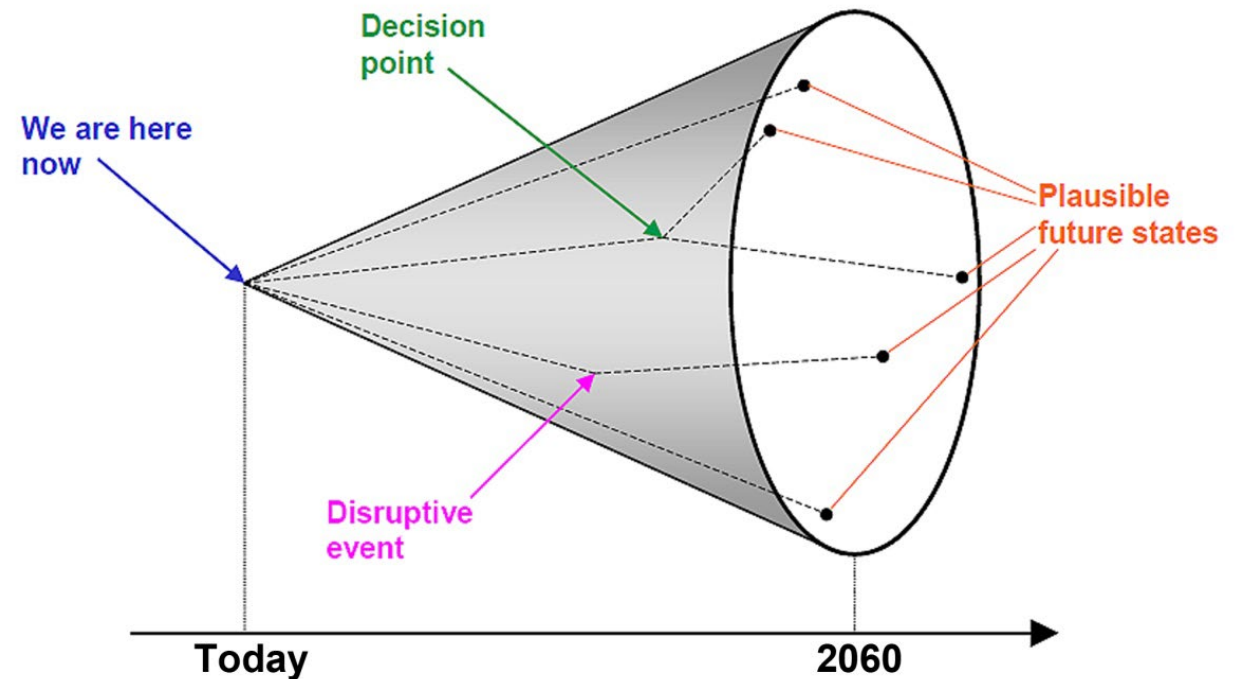 Decision
point
We are here
now
Plausible
future states
Disruptive
event
Today
2060